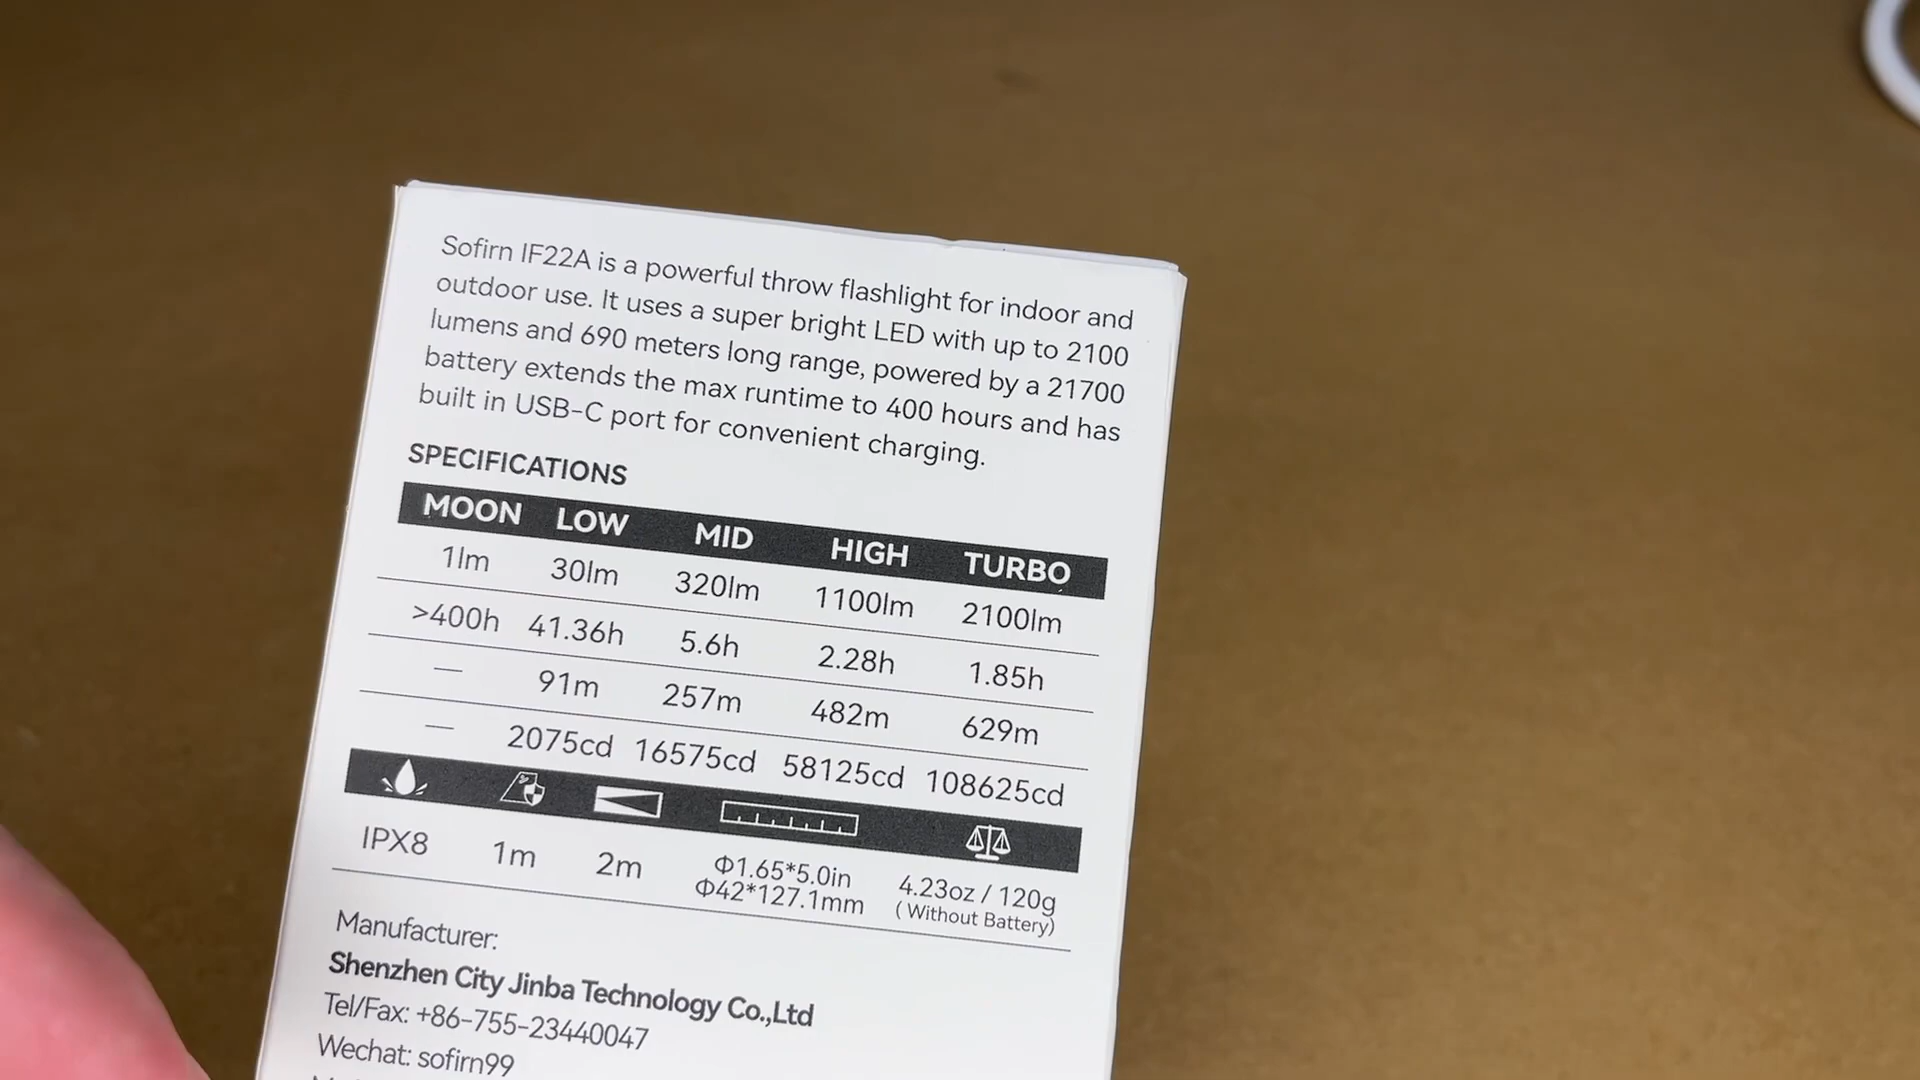 Sofirn IF22A is a powerful throw flashlight for indoor and
outdoor use. It uses a super bright LED with up to 2100
lumens and 690 meters long range, powered by a 21700
battery extends the max runtime to 400 hours and has
built in USB-C port for convenient charging.
SPECIFICATIONS
MOON LOW MID HIGH TURBO
1lm 30lm 320lm 1100lm 2100lm
>400h 41.36h 5.6h 2.28h 1.85h
— 91m 257m 482m 629m
— 2075cd 16575cd 58125cd 108625cd
IPX8 1m 2m Φ1.65*5.0in 4.23oz / 120g
Φ42*127.1mm ( Without Battery)
Manufacturer:
Shenzhen City Jinba Technology Co.,Ltd
Tel/Fax: +86-755-23440047
Wechat: sofirn99